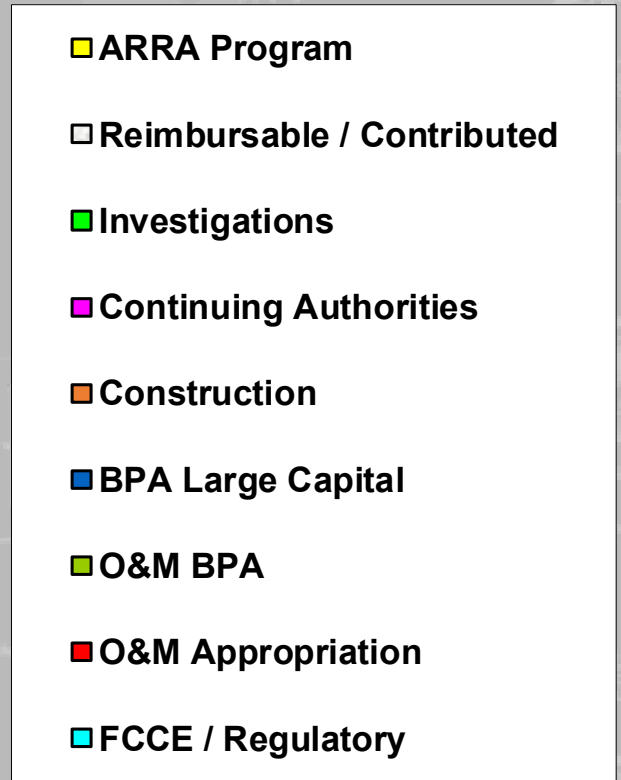 ARRA Program
Reimbursable / Contributed
Investigations
Continuing Authorities
Construction
BPA Large Capital
O&M BPA
O&M Appropriation
FCCE / Regulatory